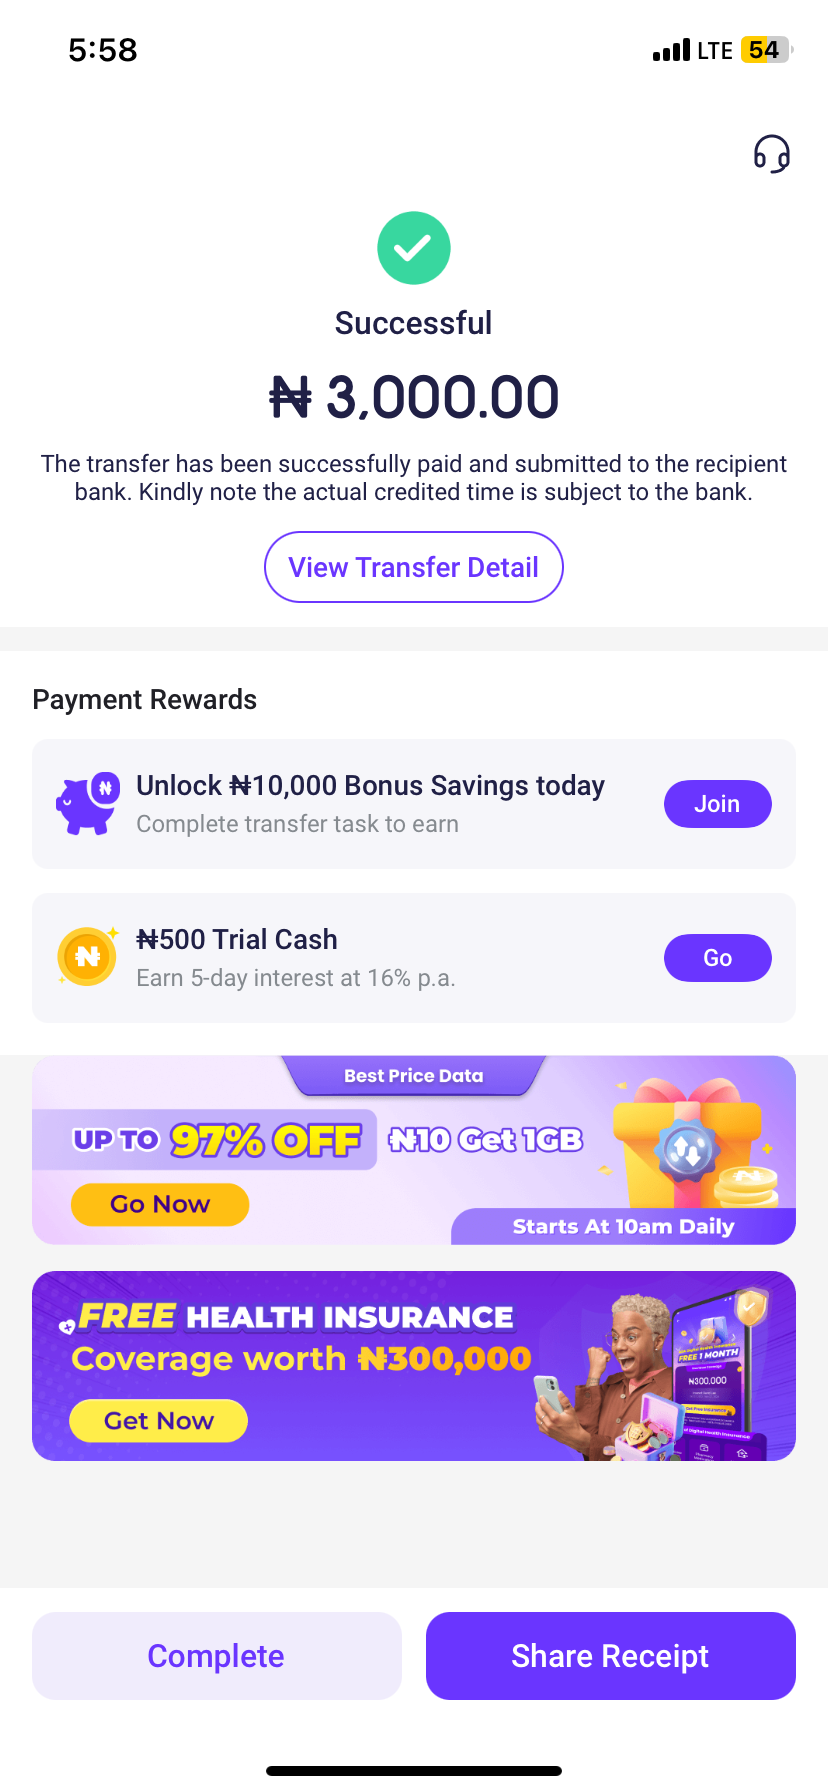 5:58
LTE 54
Successful
₦ 3,000.00
The transfer has been successfully paid and submitted to the recipient
bank. Kindly note the actual credited time is subject to the bank.
View Transfer Detail
Payment Rewards
Unlock ₦10,000 Bonus Savings today
Complete transfer task to earn
Join
₦500 Trial Cash
Earn 5-day interest at 16% p.a.
Go
Best Price Data
UP TO 97% OFF ₦10 Get 1GB
Go Now
Starts At 10am Daily
FREE HEALTH INSURANCE
Coverage worth ₦300,000
Get Now
FREE 1 MONTH
₦300.000
Complete
Share Receipt